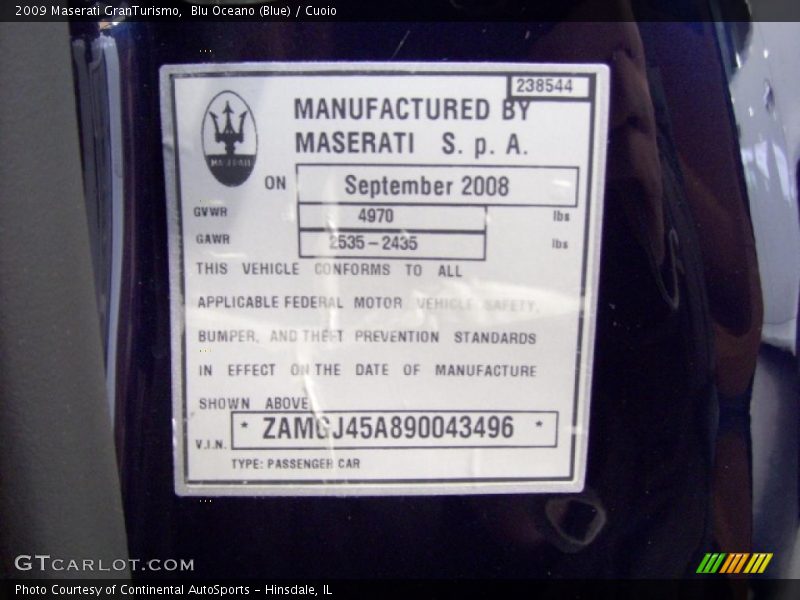 2009 Maserati GranTurismo, Blu Oceano (Blue) / Cuoio
238544
MANUFACTURED BY
MASERATI S. p. A.
MASERATI
ON September 2008
GVWR 4970 lbs
GAWR 2535 - 2435 lbs
THIS VEHICLE CONFORMS TO ALL
APPLICABLE FEDERAL MOTOR VEHICLE SAFETY,
BUMPER, AND THEFT PREVENTION STANDARDS
IN EFFECT ON THE DATE OF MANUFACTURE
SHOWN ABOVE
V.I.N. * ZAMGJ45A890043496 *
TYPE: PASSENGER CAR
GTCARLOT.COM
Photo Courtesy of Continental AutoSports - Hinsdale, IL